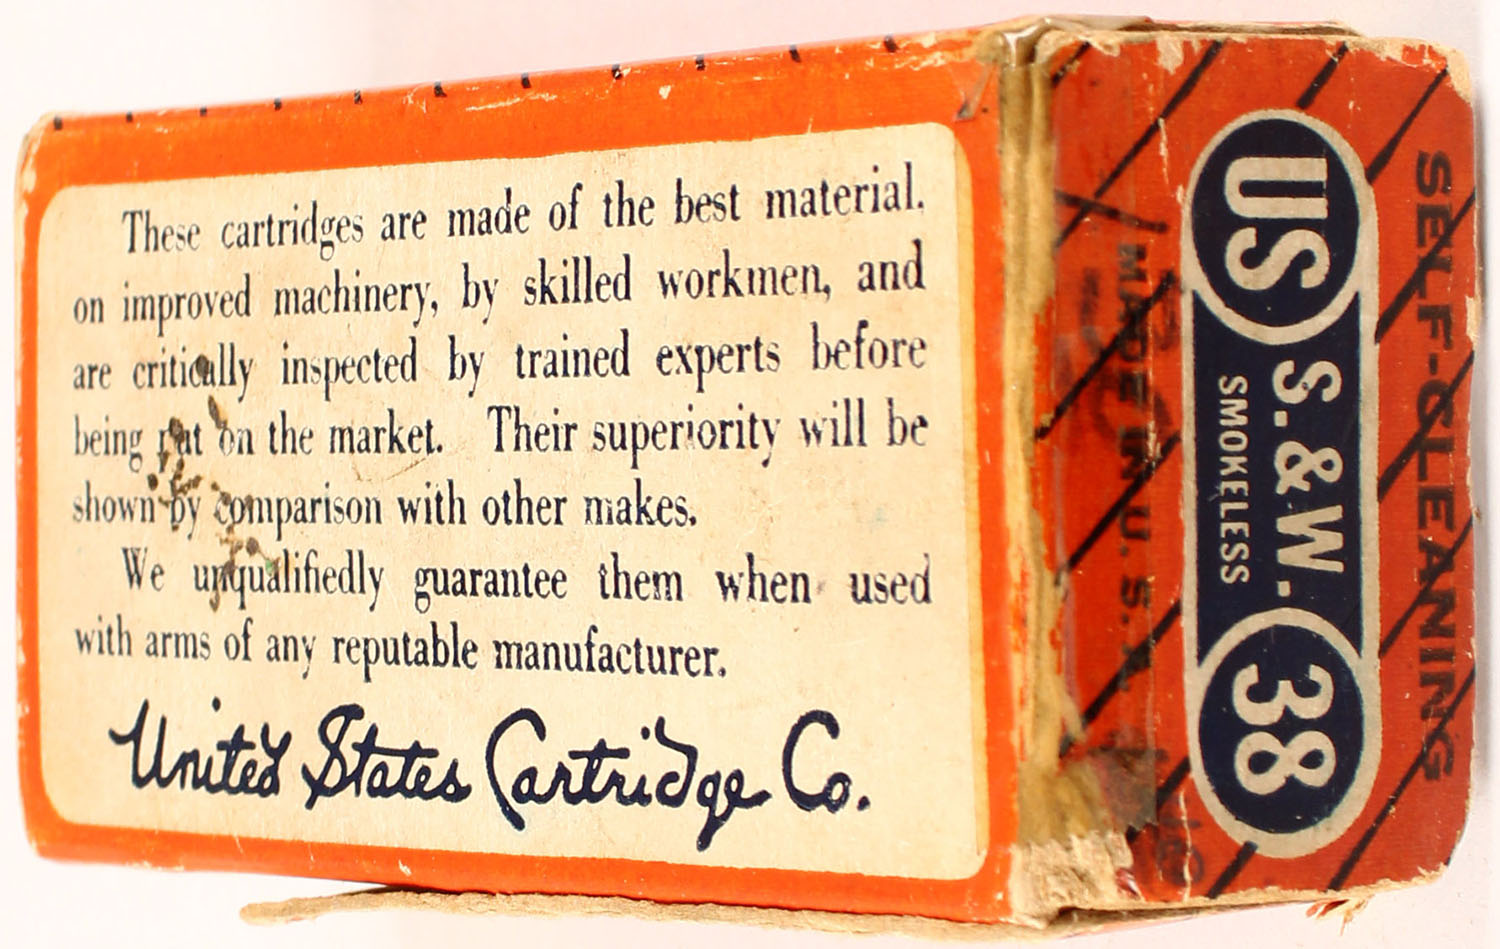 These cartridges are made of the best material,
on improved machinery, by skilled workmen, and
are critically inspected by trained experts before
being put on the market. Their superiority will be
shown by comparison with other makes.
We unqualifiedly guarantee them when used
with arms of any reputable manufacturer.
United States Cartridge Co.
SELF-CLEANING
US S.&W. 38
SMOKELESS
MADE IN U.S.A.